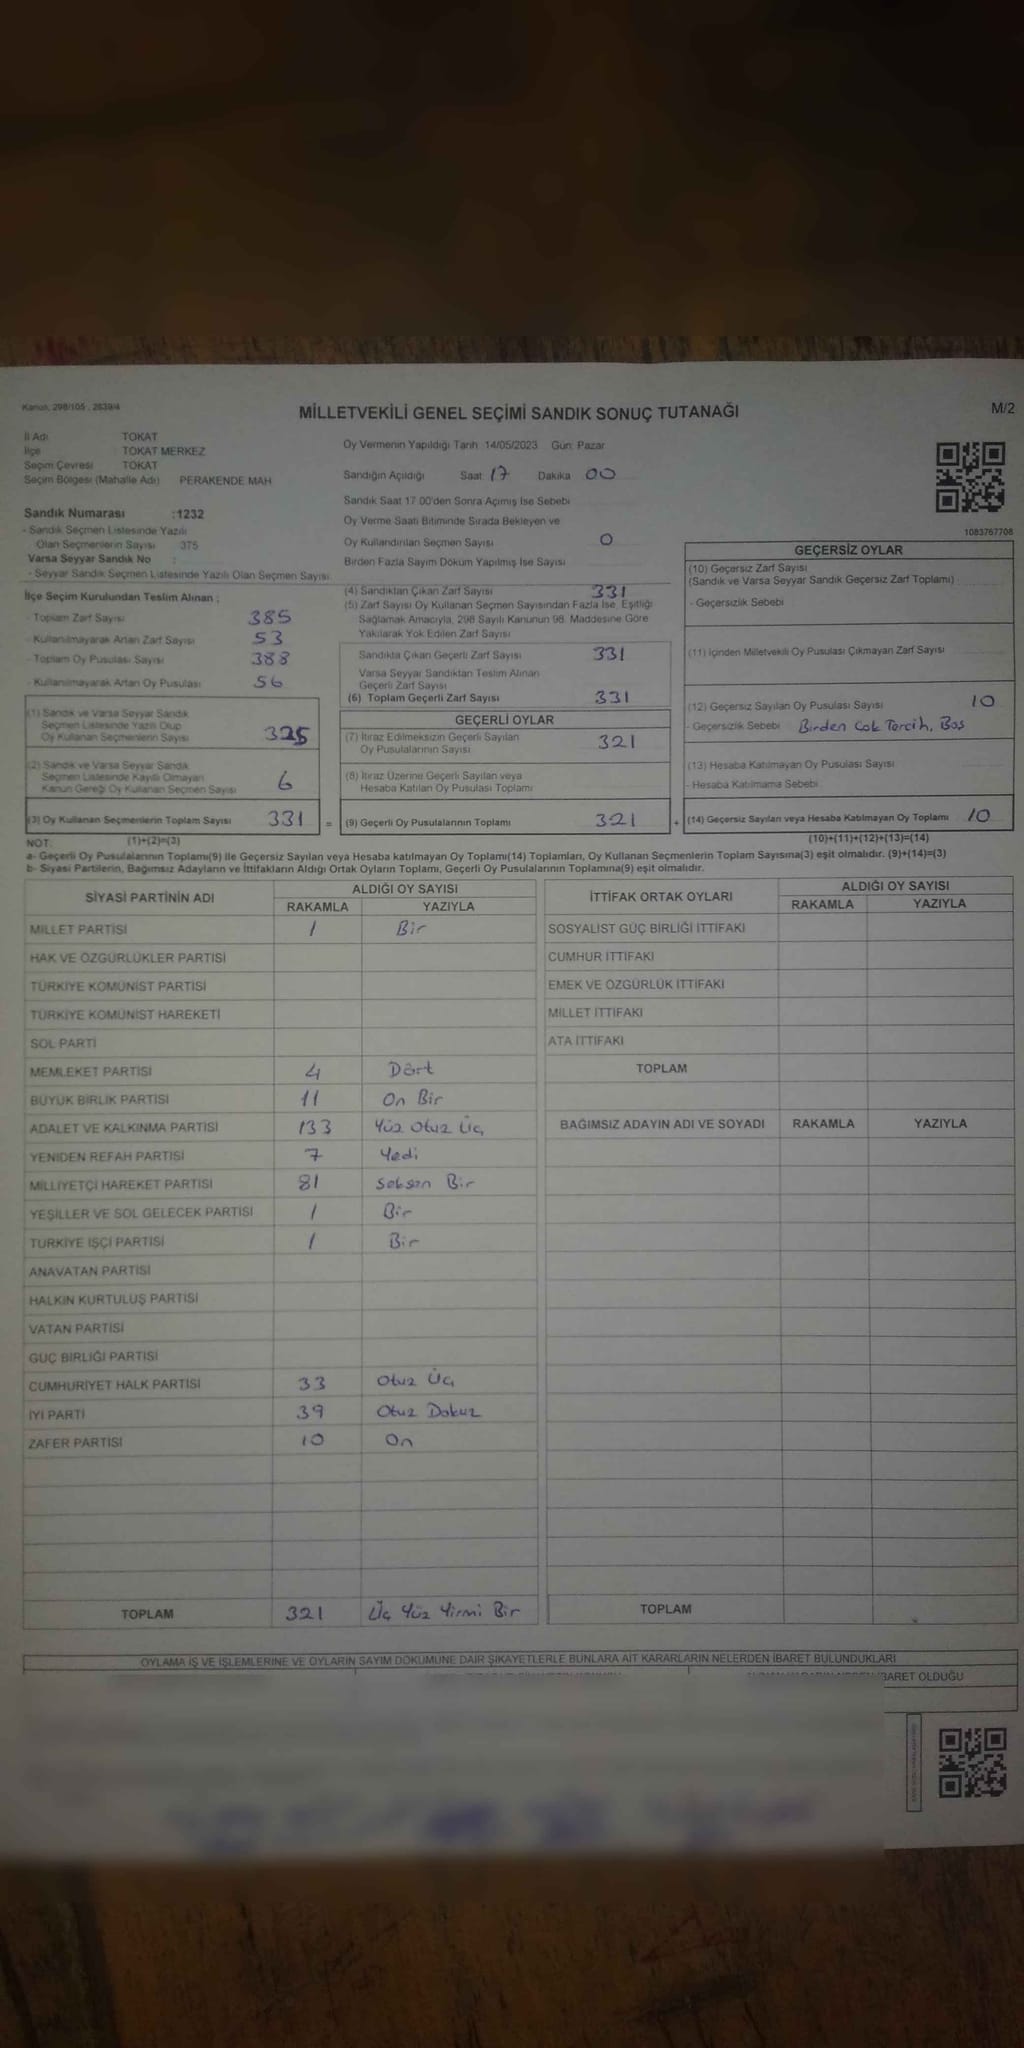 Kanun, 298/105 , 2839/4
MİLLETVEKİLİ GENEL SEÇİMİ SANDIK SONUÇ TUTANAĞI
M/2
İl Adı TOKAT
İlçe : TOKAT MERKEZ
Seçim Çevresi : TOKAT
Seçim Bölgesi (Mahalle Adı) PERAKENDE MAH
Sandık Numarası :1232
- Sandık Seçmen Listesinde Yazılı
Olan Seçmenlerin Sayısı : 375
Varsa Seyyar Sandık No :
- Seyyar Sandık Seçmen Listesinde Yazılı Olan Seçmen Sayısı
Oy Vermenin Yapıldığı Tarih 14/05/2023 Gün: Pazar
Sandığın Açıldığı Saat 17 Dakika 00
Sandık Saat 17.00'den Sonra Açımış İse Sebebi
Oy Verme Saati Bitiminde Sırada Bekleyen ve
Oy Kullandırılan Seçmen Sayısı 0
Birden Fazla Sayım Döküm Yapılmış İse Sayısı
1083767708
İlçe Seçim Kurulundan Teslim Alınan ;
- Toplam Zarf Sayısı 385
- Kullanılmayarak Artan Zarf Sayısı 53
- Toplam Oy Pusulası Sayısı 388
- Kullanılmayarak Artan Oy Pusulası 56
(1) Sandık ve Varsa Seyyar Sandık
Seçmen Listesinde Yazılı Olup
Oy Kullanan Seçmenlerin Sayısı 325
(2) Sandık ve Varsa Seyyar Sandık
Seçmen Listesinde Kayıtlı Olmayan
Kanun Gereği Oy Kullanan Seçmen Sayısı 6
(3) Oy Kullanan Seçmenlerin Toplam Sayısı 331 =
(4) Sandıktan Çıkan Zarf Sayısı 331
(5) Zarf Sayısı Oy Kullanan Seçmen Sayısından Fazla İse, Eşitliği
Sağlamak Amacıyla, 298 Sayılı Kanunun 98. Maddesine Göre
Yakılarak Yok Edilen Zarf Sayısı
Sandıkta Çıkan Geçerli Zarf Sayısı 331
Varsa Seyyar Sandıktan Teslim Alınan
Geçerli Zarf Sayısı
(6) Toplam Geçerli Zarf Sayısı 331
GEÇERLİ OYLAR
(7) İtiraz Edilmeksizin Geçerli Sayılan
Oy Pusulalarının Sayısı 321
(8) İtiraz Üzerine Geçerli Sayılan veya
Hesaba Katılan Oy Pusulası Toplamı
(9) Geçerli Oy Pusulalarının Toplamı 321 +
GEÇERSİZ OYLAR
(10) Geçersiz Zarf Sayısı
(Sandık ve Varsa Seyyar Sandık Geçersiz Zarf Toplamı)
- Geçersizlik Sebebi
(11) İçinden Milletvekili Oy Pusulası Çıkmayan Zarf Sayısı
(12) Geçersiz Sayılan Oy Pusulası Sayısı 10
- Geçersizlik Sebebi Birden Çok Tercih, Boş
(13) Hesaba Katılmayan Oy Pusulası Sayısı
- Hesaba Katılmama Sebebi
(14) Geçersiz Sayılan veya Hesaba Katılmayan Oy Toplamı 10
NOT: (1)+(2)=(3) (10)+(11)+(12)+(13)=(14)
a- Geçerli Oy Pusulalarının Toplamı(9) ile Geçersiz Sayılan veya Hesaba katılmayan Oy Toplamı(14) Toplamları, Oy Kullanan Seçmenlerin Toplam Sayısına(3) eşit olmalıdır. (9)+(14)=(3)
b- Siyasi Partilerin, Bağımsız Adayların ve İttifakların Aldığı Ortak Oyların Toplamı, Geçerli Oy Pusulalarının Toplamına(9) eşit olmalıdır.
SİYASİ PARTİNİN ADI ALDIĞI OY SAYISI
RAKAMLA YAZIYLA
MİLLET PARTİSİ 1 Bir
HAK VE ÖZGÜRLÜKLER PARTİSİ
TÜRKİYE KOMÜNİST PARTİSİ
TÜRKİYE KOMÜNİST HAREKETİ
SOL PARTİ
MEMLEKET PARTİSİ 4 Dört
BÜYÜK BİRLİK PARTİSİ 11 On Bir
ADALET VE KALKINMA PARTİSİ 133 Yüz Otuz Üç
YENİDEN REFAH PARTİSİ 7 Yedi
MİLLİYETÇİ HAREKET PARTİSİ 81 Seksen Bir
YEŞİLLER VE SOL GELECEK PARTİSİ 1 Bir
TÜRKİYE İŞÇİ PARTİSİ 1 Bir
ANAVATAN PARTİSİ
HALKIN KURTULUŞ PARTİSİ
VATAN PARTİSİ
GÜÇ BİRLİĞİ PARTİSİ
CUMHURİYET HALK PARTİSİ 33 Otuz Üç
İYİ PARTİ 39 Otuz Dokuz
ZAFER PARTİSİ 10 On
TOPLAM 321 Üç Yüz Yirmi Bir
İTTİFAK ORTAK OYLARI ALDIĞI OY SAYISI
RAKAMLA YAZIYLA
SOSYALİST GÜÇ BİRLİĞİ İTTİFAKI
CUMHUR İTTİFAKI
EMEK VE ÖZGÜRLÜK İTTİFAKI
MİLLET İTTİFAKI
ATA İTTİFAKI
TOPLAM
BAĞIMSIZ ADAYIN ADI VE SOYADI RAKAMLA YAZIYLA
TOPLAM
OYLAMA İŞ VE İŞLEMLERİNE VE OYLARIN SAYIM DÖKÜMÜNE DAİR ŞİKAYETLERLE BUNLARA AİT KARARLARIN NELERDEN İBARET BULUNDUKLARI
İBARET OLDUĞU